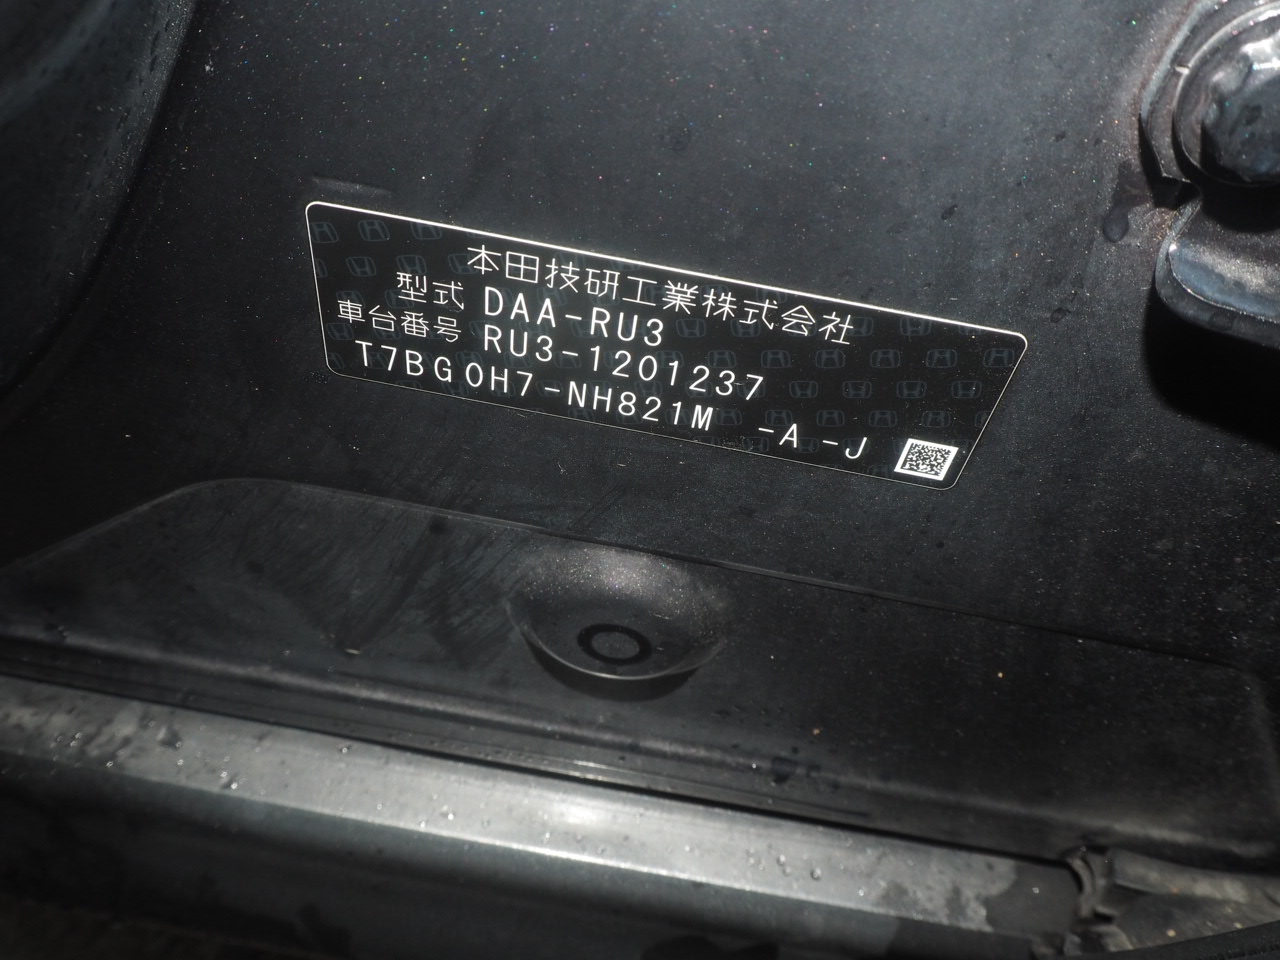 本田技研工業株式会社
型式 DAA-RU3
車台番号 RU3-1201237
T7BG0H7-NH821M -A-J